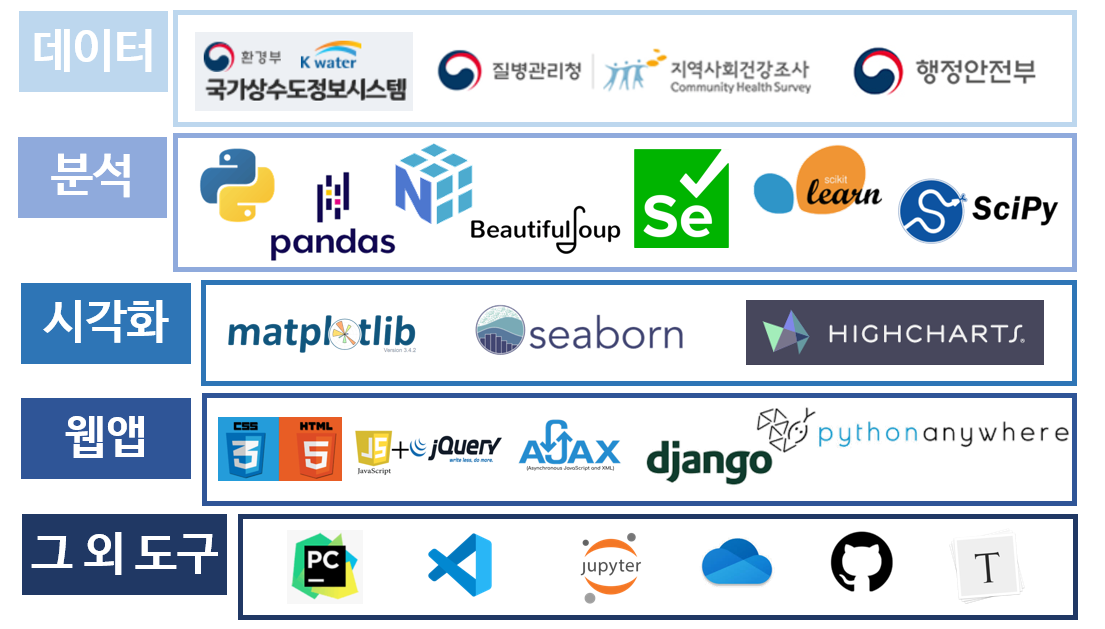 데이터
환경부 K water
국가상수도정보시스템
질병관리청
지역사회건강조사
Community Health Survey
행정안전부
분석
pandas
N
BeautifulSoup
Se
scikit
learn
SciPy
시각화
matplotlib
Version 3.4.2
seaborn
HIGHCHARTS®
웹앱
CSS
3
HTML
5
JS
JavaScript
+
jQuery
write less, do more.
AJAX
(Asynchronous JavaScript and XML)
django
pythonanywhere
그 외 도구
PC
jupyter
T